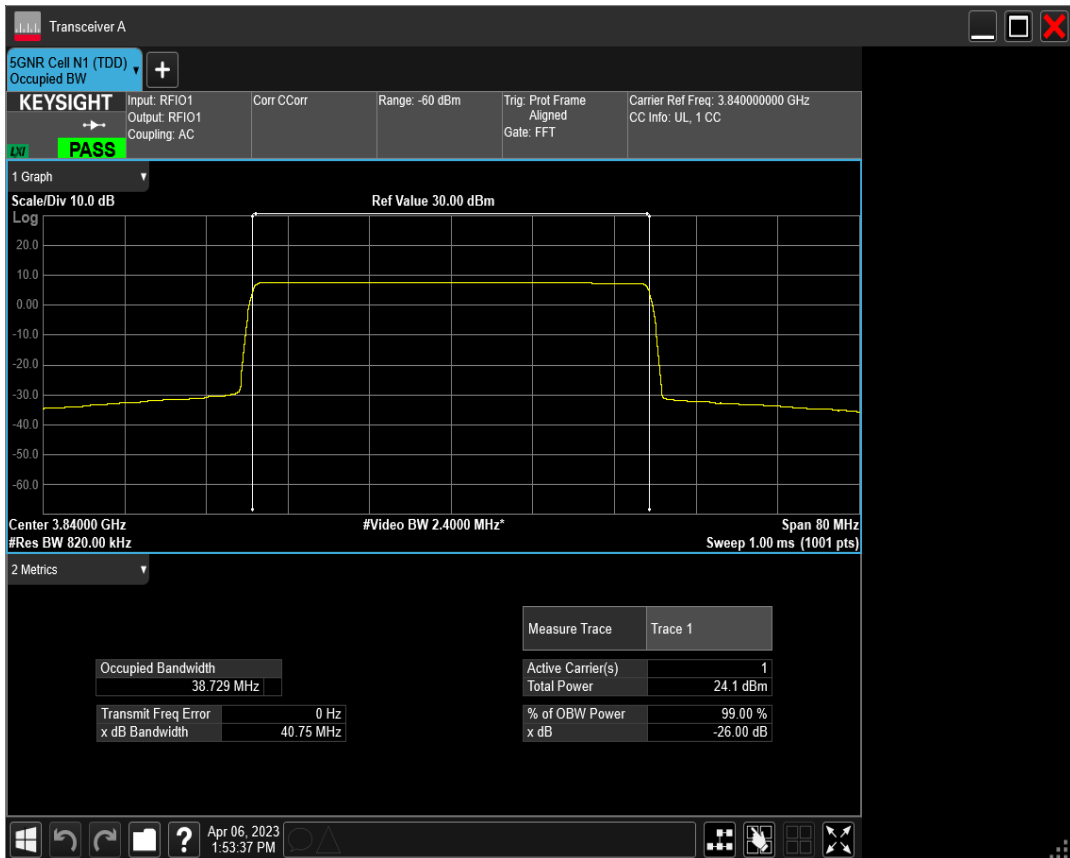 Transceiver A
5GNR Cell N1 (TDD)
Occupied BW
+
KEYSIGHT
LXI
PASS
Input: RFIO1
Output: RFIO1
Coupling: AC
Corr CCorr
Range: -60 dBm
Trig: Prot Frame
Aligned
Gate: FFT
Carrier Ref Freq: 3.840000000 GHz
CC Info: UL, 1 CC
1 Graph
Scale/Div 10.0 dB
Ref Value 30.00 dBm
Log
20.0
10.0
0.00
-10.0
-20.0
-30.0
-40.0
-50.0
-60.0
Center 3.84000 GHz
#Video BW 2.4000 MHz*
Span 80 MHz
#Res BW 820.00 kHz
Sweep 1.00 ms (1001 pts)
2 Metrics
Measure Trace Trace 1
Occupied Bandwidth
38.729 MHz
Active Carrier(s) 1
Total Power 24.1 dBm
Transmit Freq Error 0 Hz
x dB Bandwidth 40.75 MHz
% of OBW Power 99.00 %
x dB -26.00 dB
?
Apr 06, 2023
1:53:37 PM